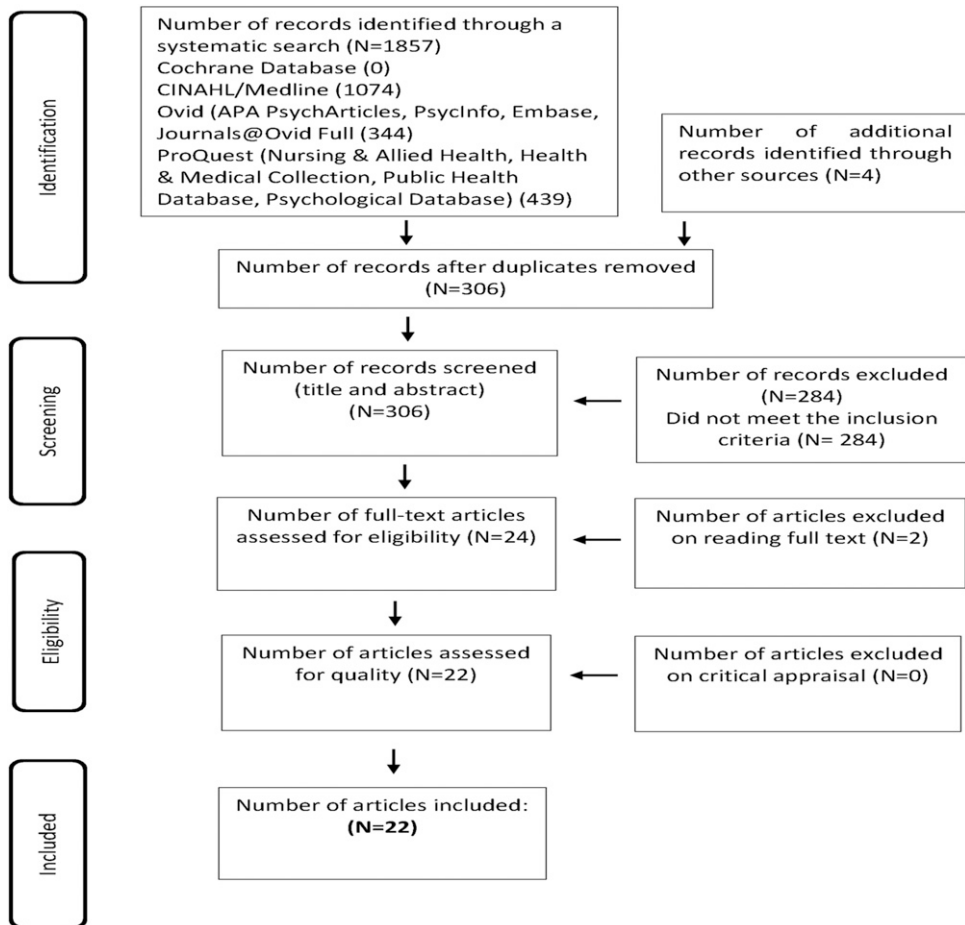 Identification
Number of records identified through a
systematic search (N=1857)
Cochrane Database (0)
CINAHL/Medline (1074)
Ovid (APA PsychArticles, PsycInfo, Embase,
Journals@Ovid Full (344)
ProQuest (Nursing & Allied Health, Health
& Medical Collection, Public Health
Database, Psychological Database) (439)
Number of additional
records identified through
other sources (N=4)
Number of records after duplicates removed
(N=306)
Screening
Number of records screened
(title and abstract)
(N=306)
Number of records excluded
(N=284)
Did not meet the inclusion
criteria (N= 284)
Number of full-text articles
assessed for eligibility (N=24)
Number of articles excluded
on reading full text (N=2)
Eligibility
Number of articles assessed
for quality (N=22)
Number of articles excluded
on critical appraisal (N=0)
Included
Number of articles included:
(N=22)